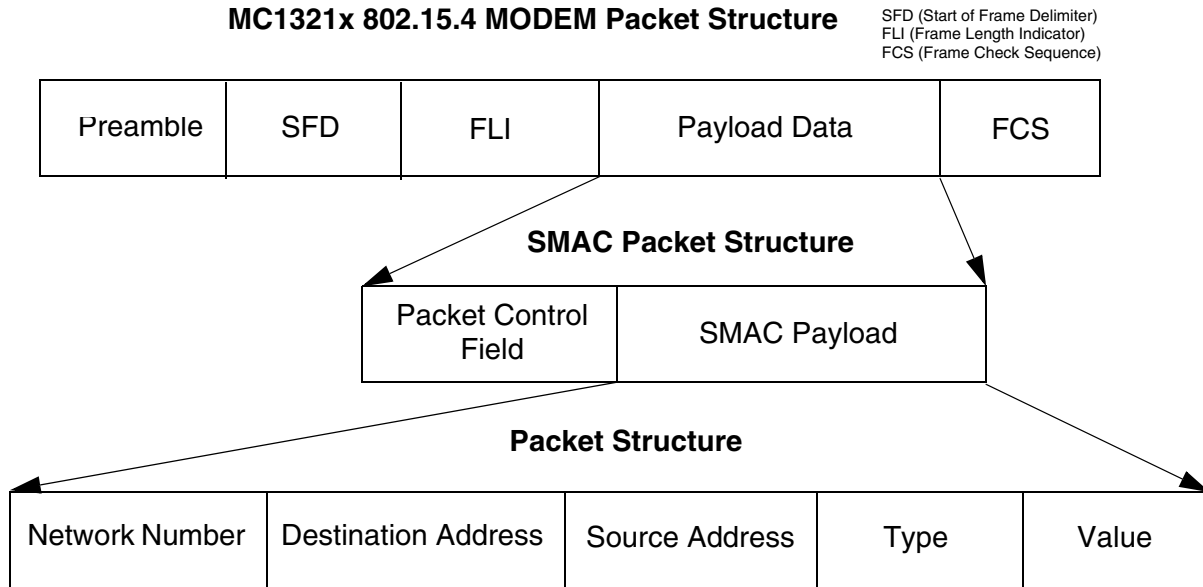 MC1321x 802.15.4 MODEM Packet Structure
SFD (Start of Frame Delimiter)
FLI (Frame Length Indicator)
FCS (Frame Check Sequence)
Preamble
SFD
FLI
Payload Data
FCS
SMAC Packet Structure
Packet Control
Field
SMAC Payload
Packet Structure
Network Number
Destination Address
Source Address
Type
Value